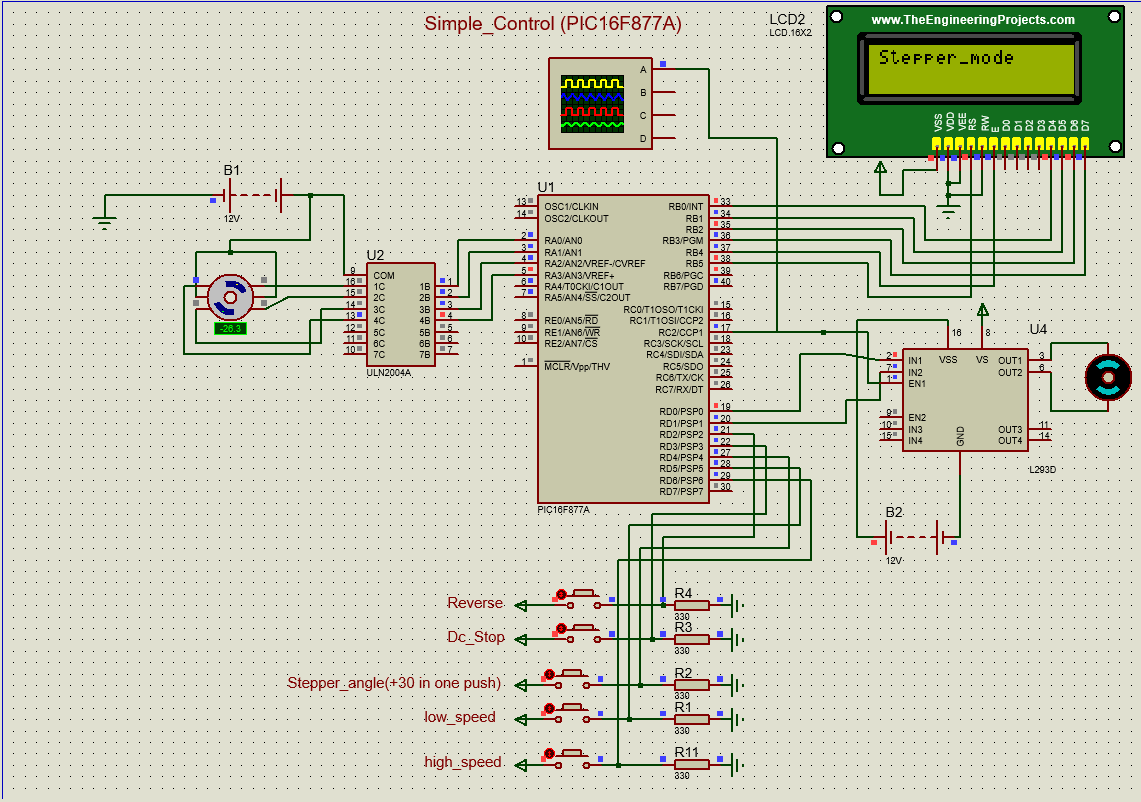 Simple_Control (PIC16F877A)
LCD2
LCD 16X2
www.TheEngineeringProjects.com
Stepper_mode
VSS VDD VEE RS RW E D0 D1 D2 D3 D4 D5 D6 D7
A
B
C
D
B1
12V
U2
9 COM
16 1C 1B 1
15 2C 2B 2
14 3C 3B 3
13 4C 4B 4
12 5C 5B 5
11 6C 6B 6
10 7C 7B 7
ULN2004A
-26.3
U1
13 OSC1/CLKIN
14 OSC2/CLKOUT
2 RA0/AN0
3 RA1/AN1
4 RA2/AN2/VREF-/CVREF
5 RA3/AN3/VREF+
6 RA4/T0CKI/C1OUT
7 RA5/AN4/SS/C2OUT
8 RE0/AN5/RD
9 RE1/AN6/WR
10 RE2/AN7/CS
1 MCLR/Vpp/THV
RB0/INT 33
RB1 34
RB2 35
RB3/PGM 36
RB4 37
RB5 38
RB6/PGC 39
RB7/PGD 40
RC0/T1OSO/T1CKI 15
RC1/T1OSI/CCP2 16
RC2/CCP1 17
RC3/SCK/SCL 18
RC4/SDI/SDA 23
RC5/SDO 24
RC6/TX/CK 25
RC7/RX/DT 26
RD0/PSP0 19
RD1/PSP1 20
RD2/PSP2 21
RD3/PSP3 22
RD4/PSP4 27
RD5/PSP5 28
RD6/PSP6 29
RD7/PSP7 30
PIC16F877A
U4
16 8
VSS VS
2 IN1 OUT1 3
7 IN2 OUT2 6
1 EN1
9 EN2
10 IN3 OUT3 11
15 IN4 OUT4 14
GND
L293D
B2
12V
Reverse
R4
330
Dc_Stop
R3
330
Stepper_angle(+30 in one push)
R2
330
low_speed
R1
330
high_speed
R11
330